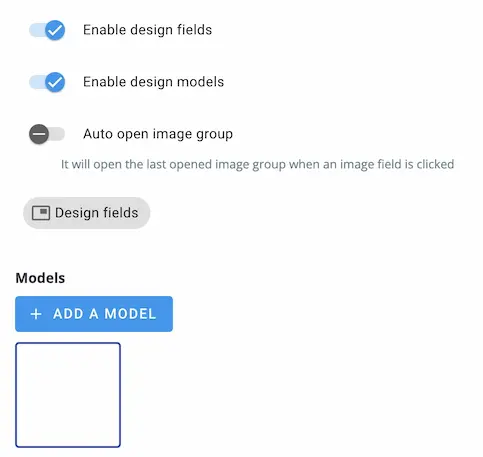 Enable design fields
Enable design models
Auto open image group
It will open the last opened image group when an image field is clicked
Design fields
Models
+ ADD A MODEL